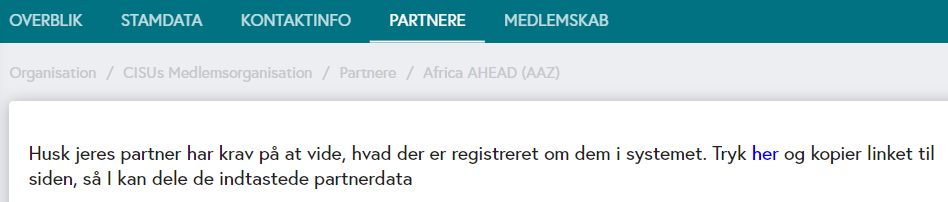 OVERBLIK STAMDATA KONTAKTINFO PARTNERE MEDLEMSKAB
Organisation / CISUs Medlemsorganisation / Partnere / Africa AHEAD (AAZ)
Husk jeres partner har krav på at vide, hvad der er registreret om dem i systemet. Tryk her og kopier linket til
siden, så I kan dele de indtastede partnerdata